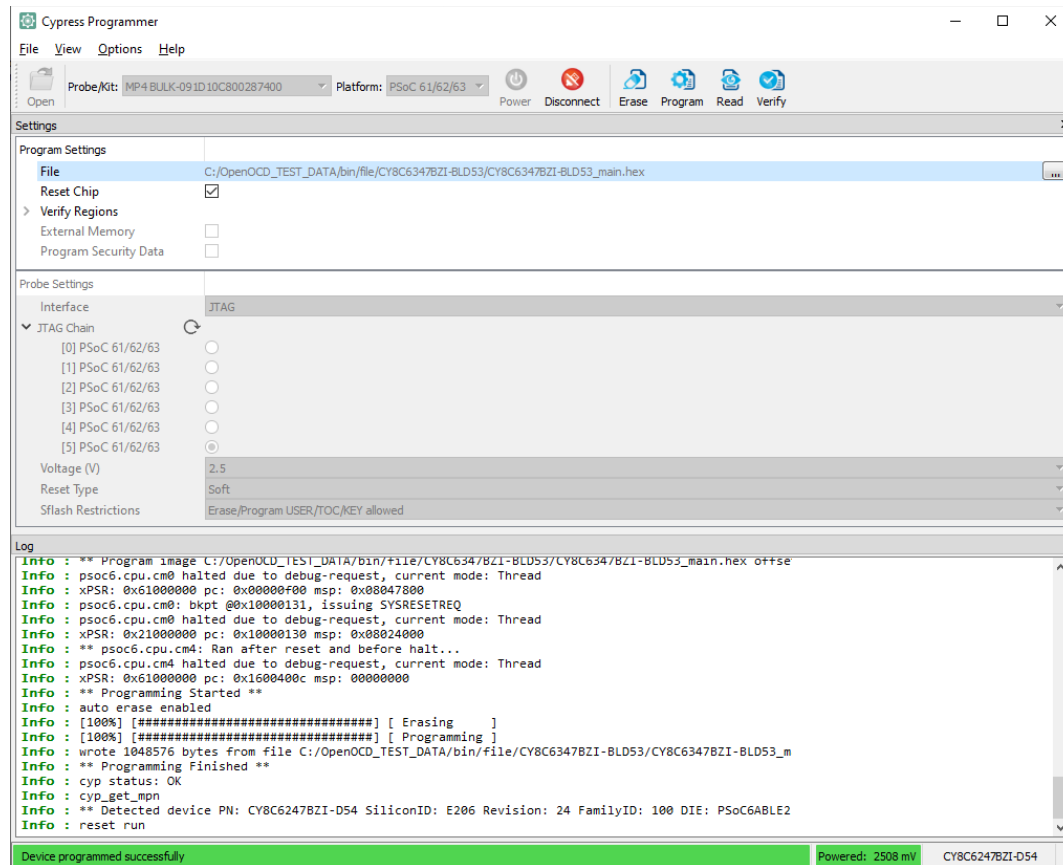 Cypress Programmer
File View Options Help
Open Probe/Kit: MP4 BULK-091D10C800287400 Platform: PSoC 61/62/63 Power Disconnect Erase Program Read Verify
Settings
Program Settings
File C:/OpenOCD_TEST_DATA/bin/file/CY8C6347BZI-BLD53/CY8C6347BZI-BLD53_main.hex ...
Reset Chip
Verify Regions
External Memory
Program Security Data
Probe Settings
Interface JTAG
JTAG Chain
[0] PSoC 61/62/63
[1] PSoC 61/62/63
[2] PSoC 61/62/63
[3] PSoC 61/62/63
[4] PSoC 61/62/63
[5] PSoC 61/62/63
Voltage (V) 2.5
Reset Type Soft
Sflash Restrictions Erase/Program USER/TOC/KEY allowed
Log
Info : ** Program image C:/OpenOCD_TEST_DATA/bin/file/CY8C6347BZI-BLD53/CY8C6347BZI-BLD53_main.hex offse
Info : psoc6.cpu.cm0 halted due to debug-request, current mode: Thread
Info : xPSR: 0x61000000 pc: 0x00000f00 msp: 0x08047800
Info : psoc6.cpu.cm0: bkpt @0x10000131, issuing SYSRESETREQ
Info : psoc6.cpu.cm0 halted due to debug-request, current mode: Thread
Info : xPSR: 0x21000000 pc: 0x10000130 msp: 0x08024000
Info : ** psoc6.cpu.cm4: Ran after reset and before halt...
Info : psoc6.cpu.cm4 halted due to debug-request, current mode: Thread
Info : xPSR: 0x61000000 pc: 0x1600400c msp: 00000000
Info : ** Programming Started **
Info : auto erase enabled
Info : [100%] [################################] [ Erasing     ]
Info : [100%] [################################] [ Programming ]
Info : wrote 1048576 bytes from file C:/OpenOCD_TEST_DATA/bin/file/CY8C6347BZI-BLD53/CY8C6347BZI-BLD53_m
Info : ** Programming Finished **
Info : cyp status: OK
Info : cyp_get_mpn
Info : ** Detected device PN: CY8C6247BZI-D54 SiliconID: E206 Revision: 24 FamilyID: 100 DIE: PSoC6ABLE2
Info : reset run
Device programmed successfully Powered: 2508 mV CY8C6247BZI-D54